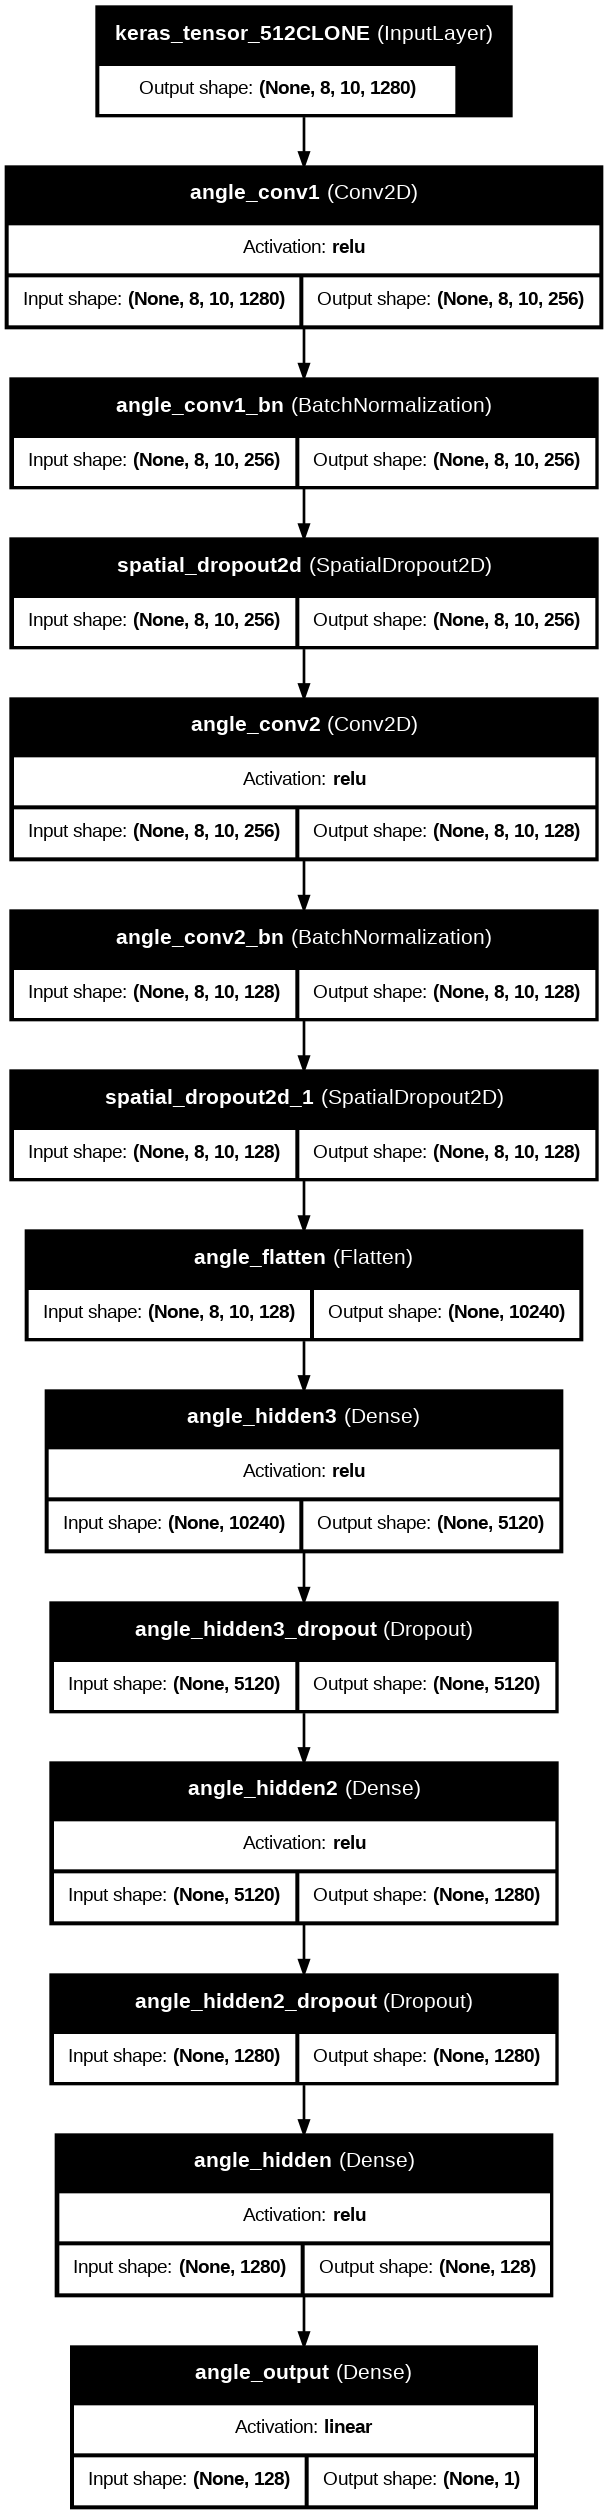 keras_tensor_512CLONE (InputLayer)
Output shape: (None, 8, 10, 1280)
angle_conv1 (Conv2D)
Activation: relu
Input shape: (None, 8, 10, 1280) Output shape: (None, 8, 10, 256)
angle_conv1_bn (BatchNormalization)
Input shape: (None, 8, 10, 256) Output shape: (None, 8, 10, 256)
spatial_dropout2d (SpatialDropout2D)
Input shape: (None, 8, 10, 256) Output shape: (None, 8, 10, 256)
angle_conv2 (Conv2D)
Activation: relu
Input shape: (None, 8, 10, 256) Output shape: (None, 8, 10, 128)
angle_conv2_bn (BatchNormalization)
Input shape: (None, 8, 10, 128) Output shape: (None, 8, 10, 128)
spatial_dropout2d_1 (SpatialDropout2D)
Input shape: (None, 8, 10, 128) Output shape: (None, 8, 10, 128)
angle_flatten (Flatten)
Input shape: (None, 8, 10, 128) Output shape: (None, 10240)
angle_hidden3 (Dense)
Activation: relu
Input shape: (None, 10240) Output shape: (None, 5120)
angle_hidden3_dropout (Dropout)
Input shape: (None, 5120) Output shape: (None, 5120)
angle_hidden2 (Dense)
Activation: relu
Input shape: (None, 5120) Output shape: (None, 1280)
angle_hidden2_dropout (Dropout)
Input shape: (None, 1280) Output shape: (None, 1280)
angle_hidden (Dense)
Activation: relu
Input shape: (None, 1280) Output shape: (None, 128)
angle_output (Dense)
Activation: linear
Input shape: (None, 128) Output shape: (None, 1)